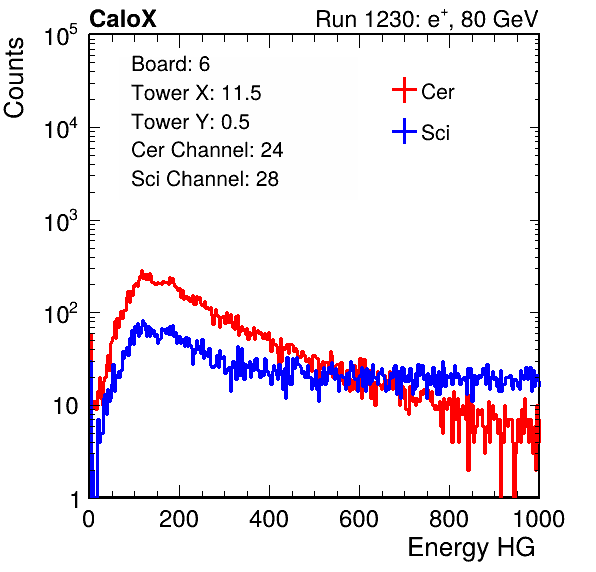 CaloX Run 1230: e⁺, 80 GeV
Counts
10⁵
10⁴
10³
10²
10
1
Board: 6
Tower X: 11.5
Tower Y: 0.5
Cer Channel: 24
Sci Channel: 28
Cer
Sci
0 200 400 600 800 1000
Energy HG